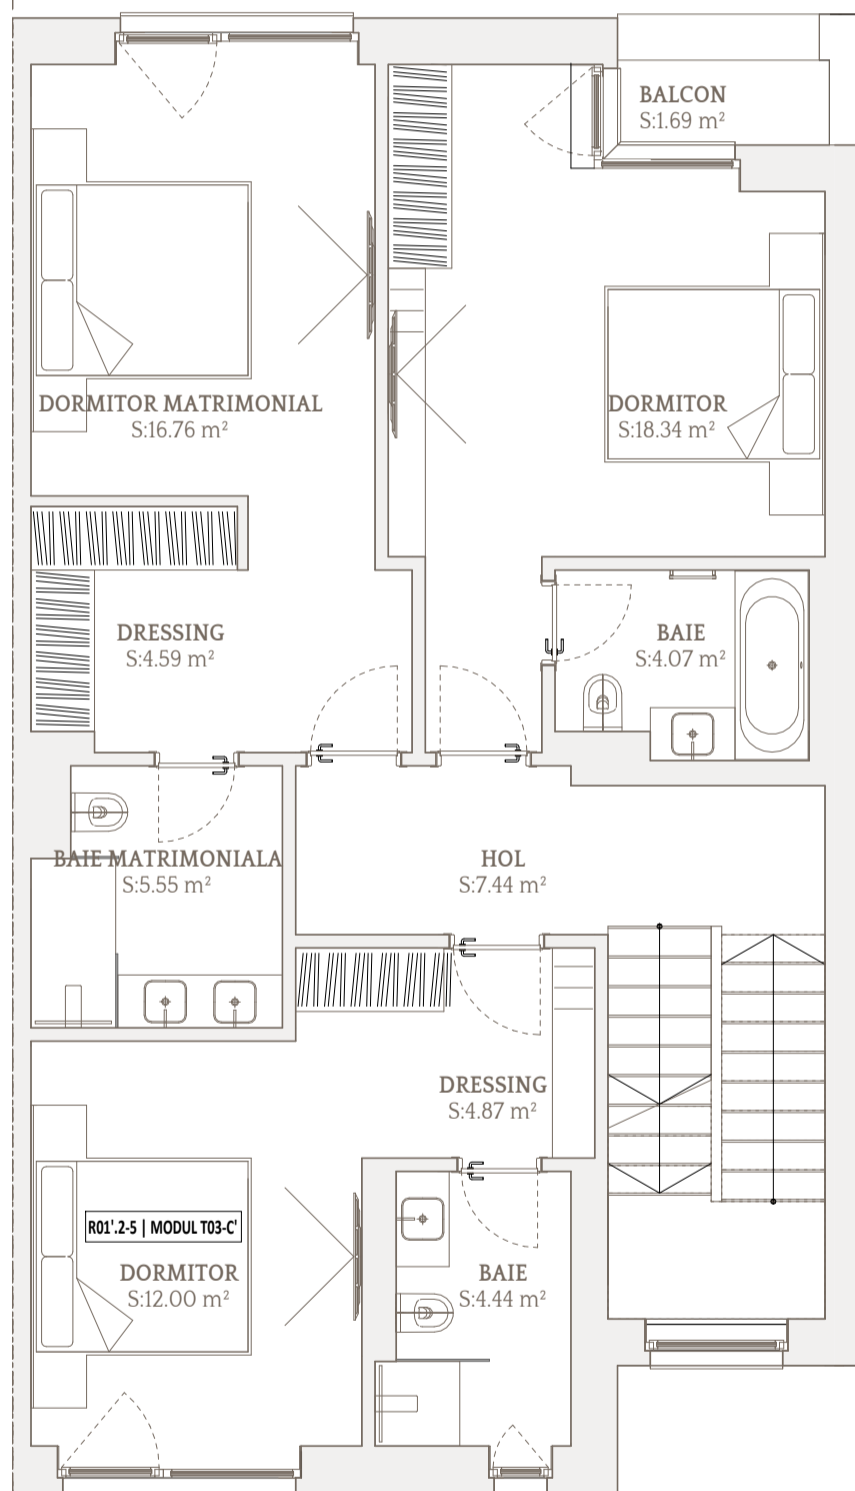 BALCON
S:1.69 m²
DORMITOR MATRIMONIAL
S:16.76 m²
DORMITOR
S:18.34 m²
DRESSING
S:4.59 m²
BAIE
S:4.07 m²
BAIE MATRIMONIALA
S:5.55 m²
HOL
S:7.44 m²
DRESSING
S:4.87 m²
R01'.2-5 | MODUL T03-C'
DORMITOR
S:12.00 m²
BAIE
S:4.44 m²